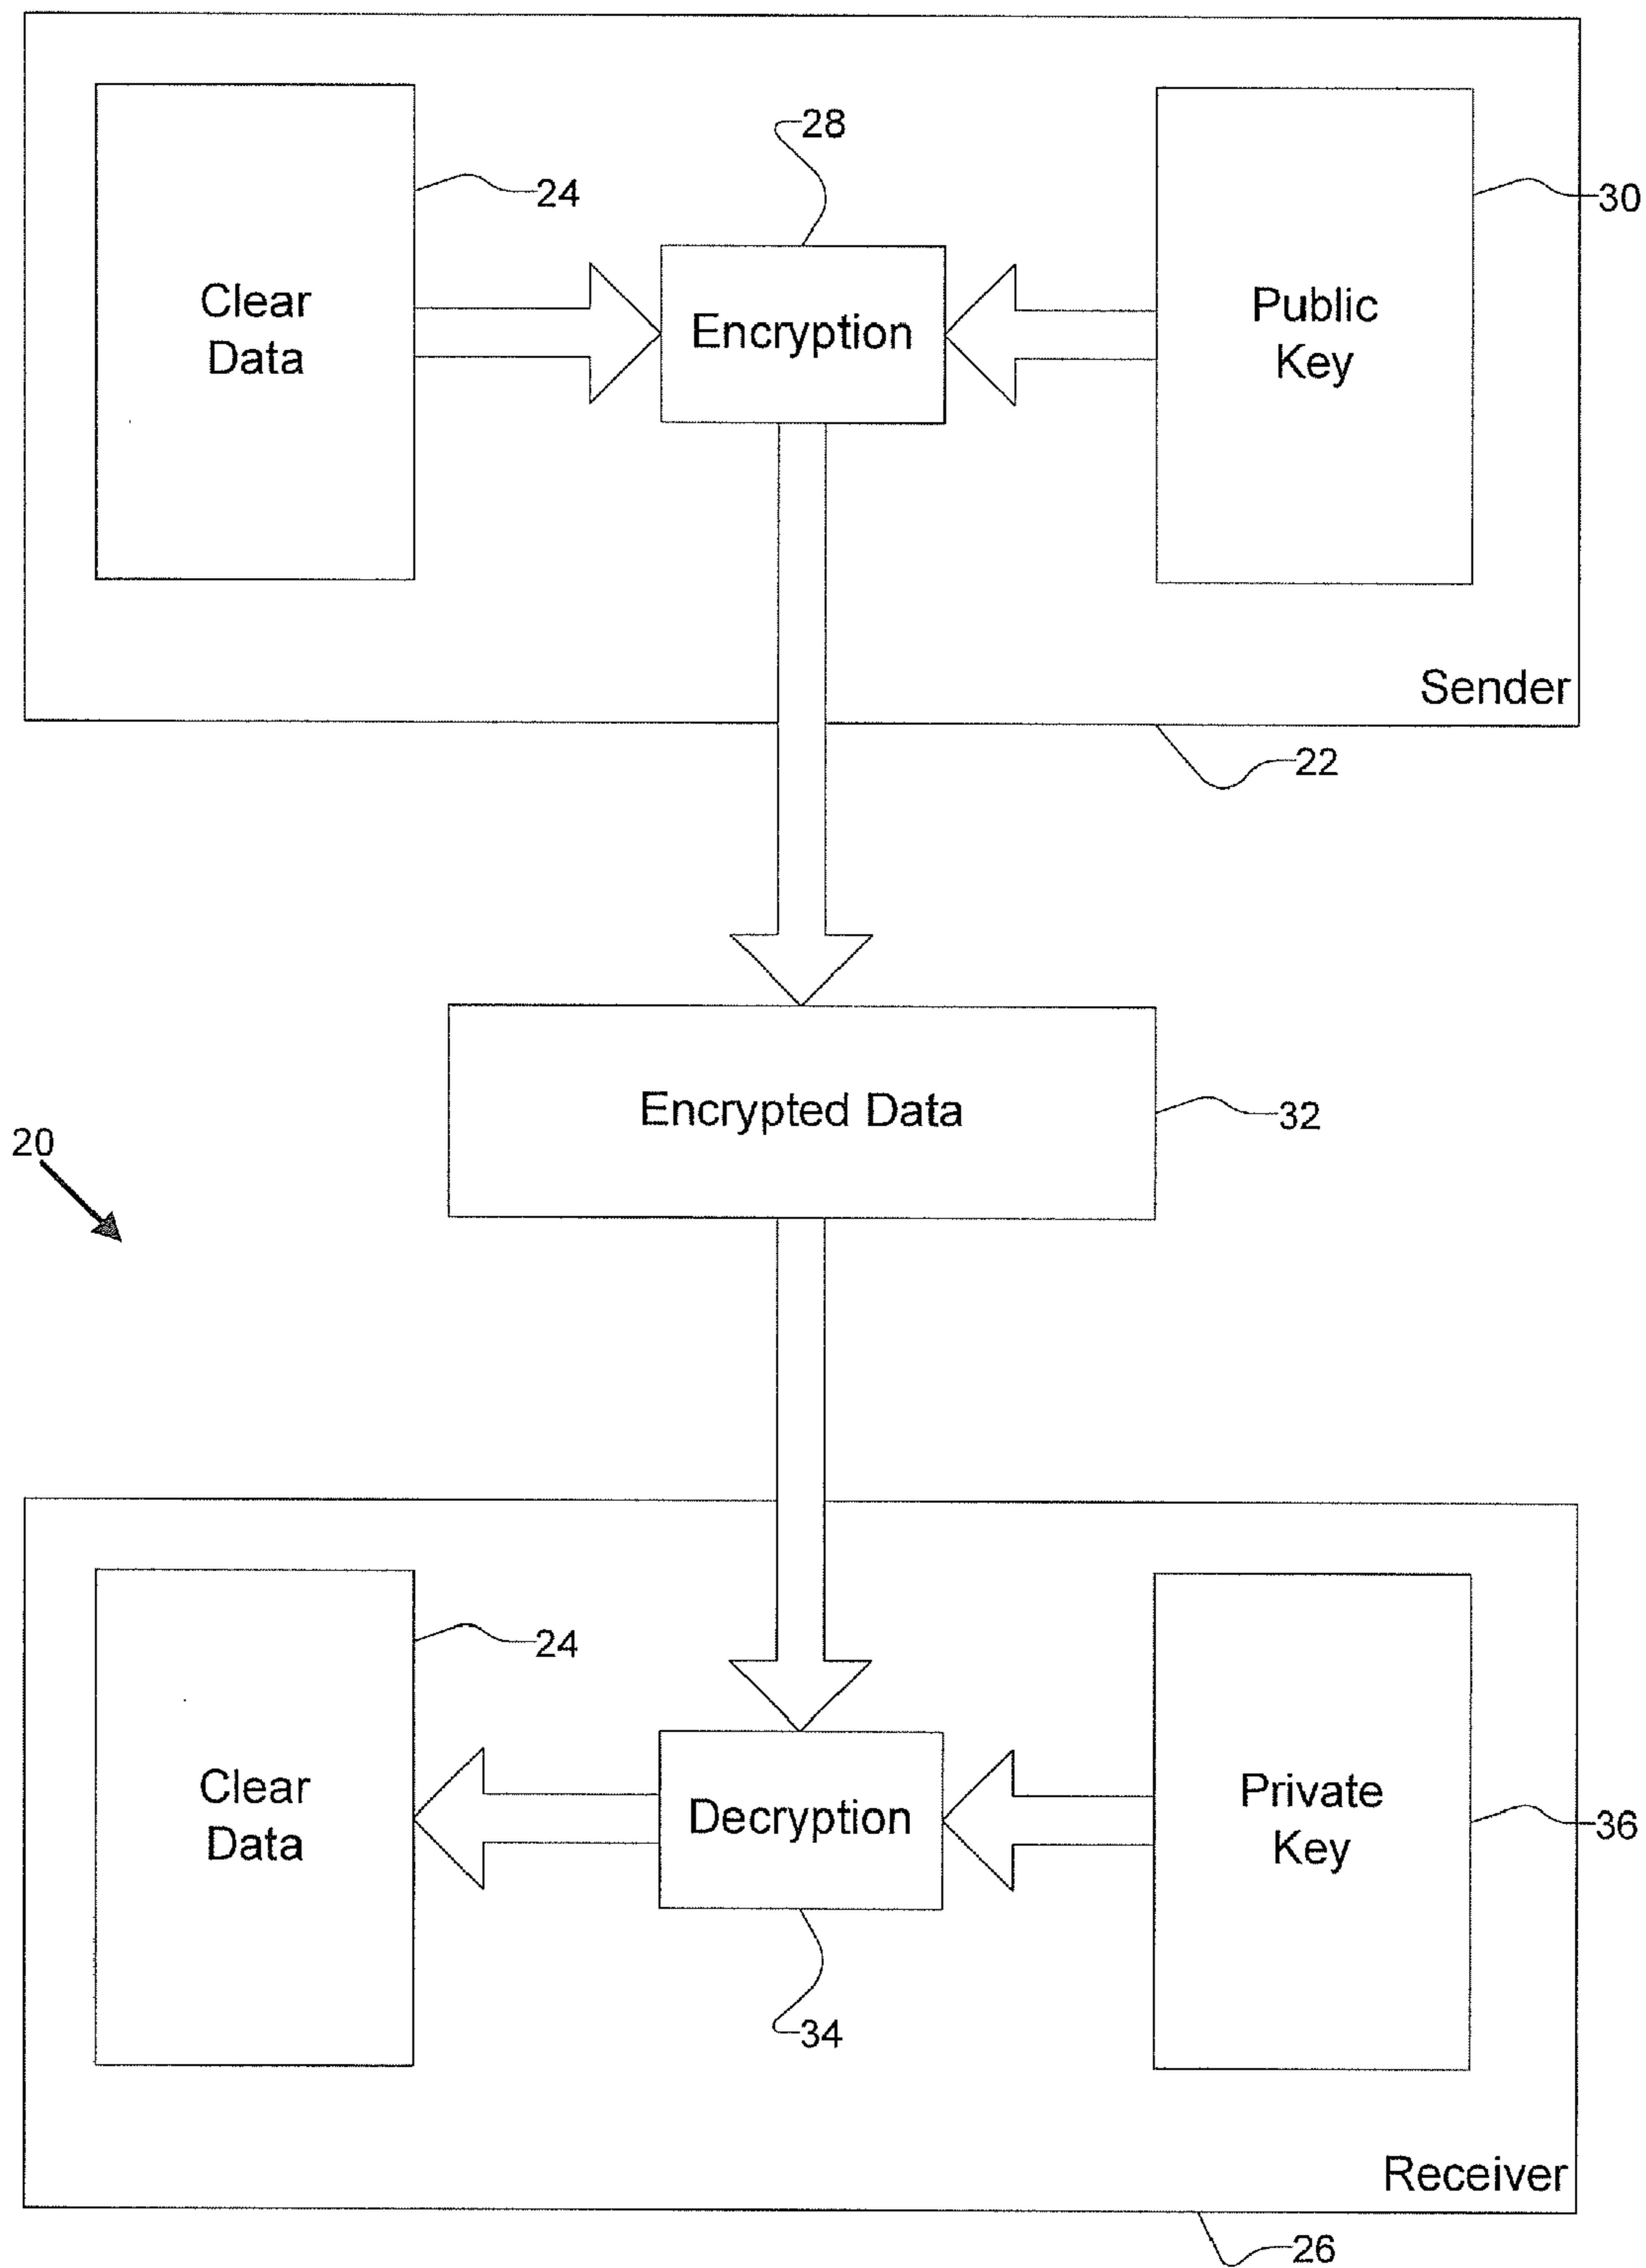 28
24
30
Clear
Data
Encryption
Public
Key
Sender
22
Encrypted Data
32
20
24
Clear
Data
Decryption
Private
Key
36
34
Receiver
26